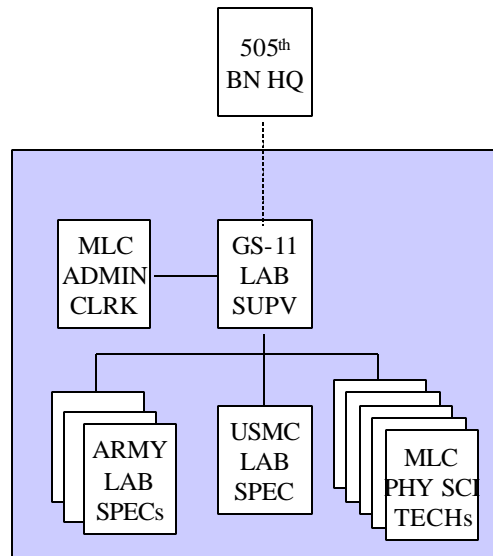 505th
BN HQ
MLC
ADMIN
CLRK
GS-11
LAB
SUPV
ARMY
LAB
SPECs
USMC
LAB
SPEC
MLC
PHY SCI
TECHs